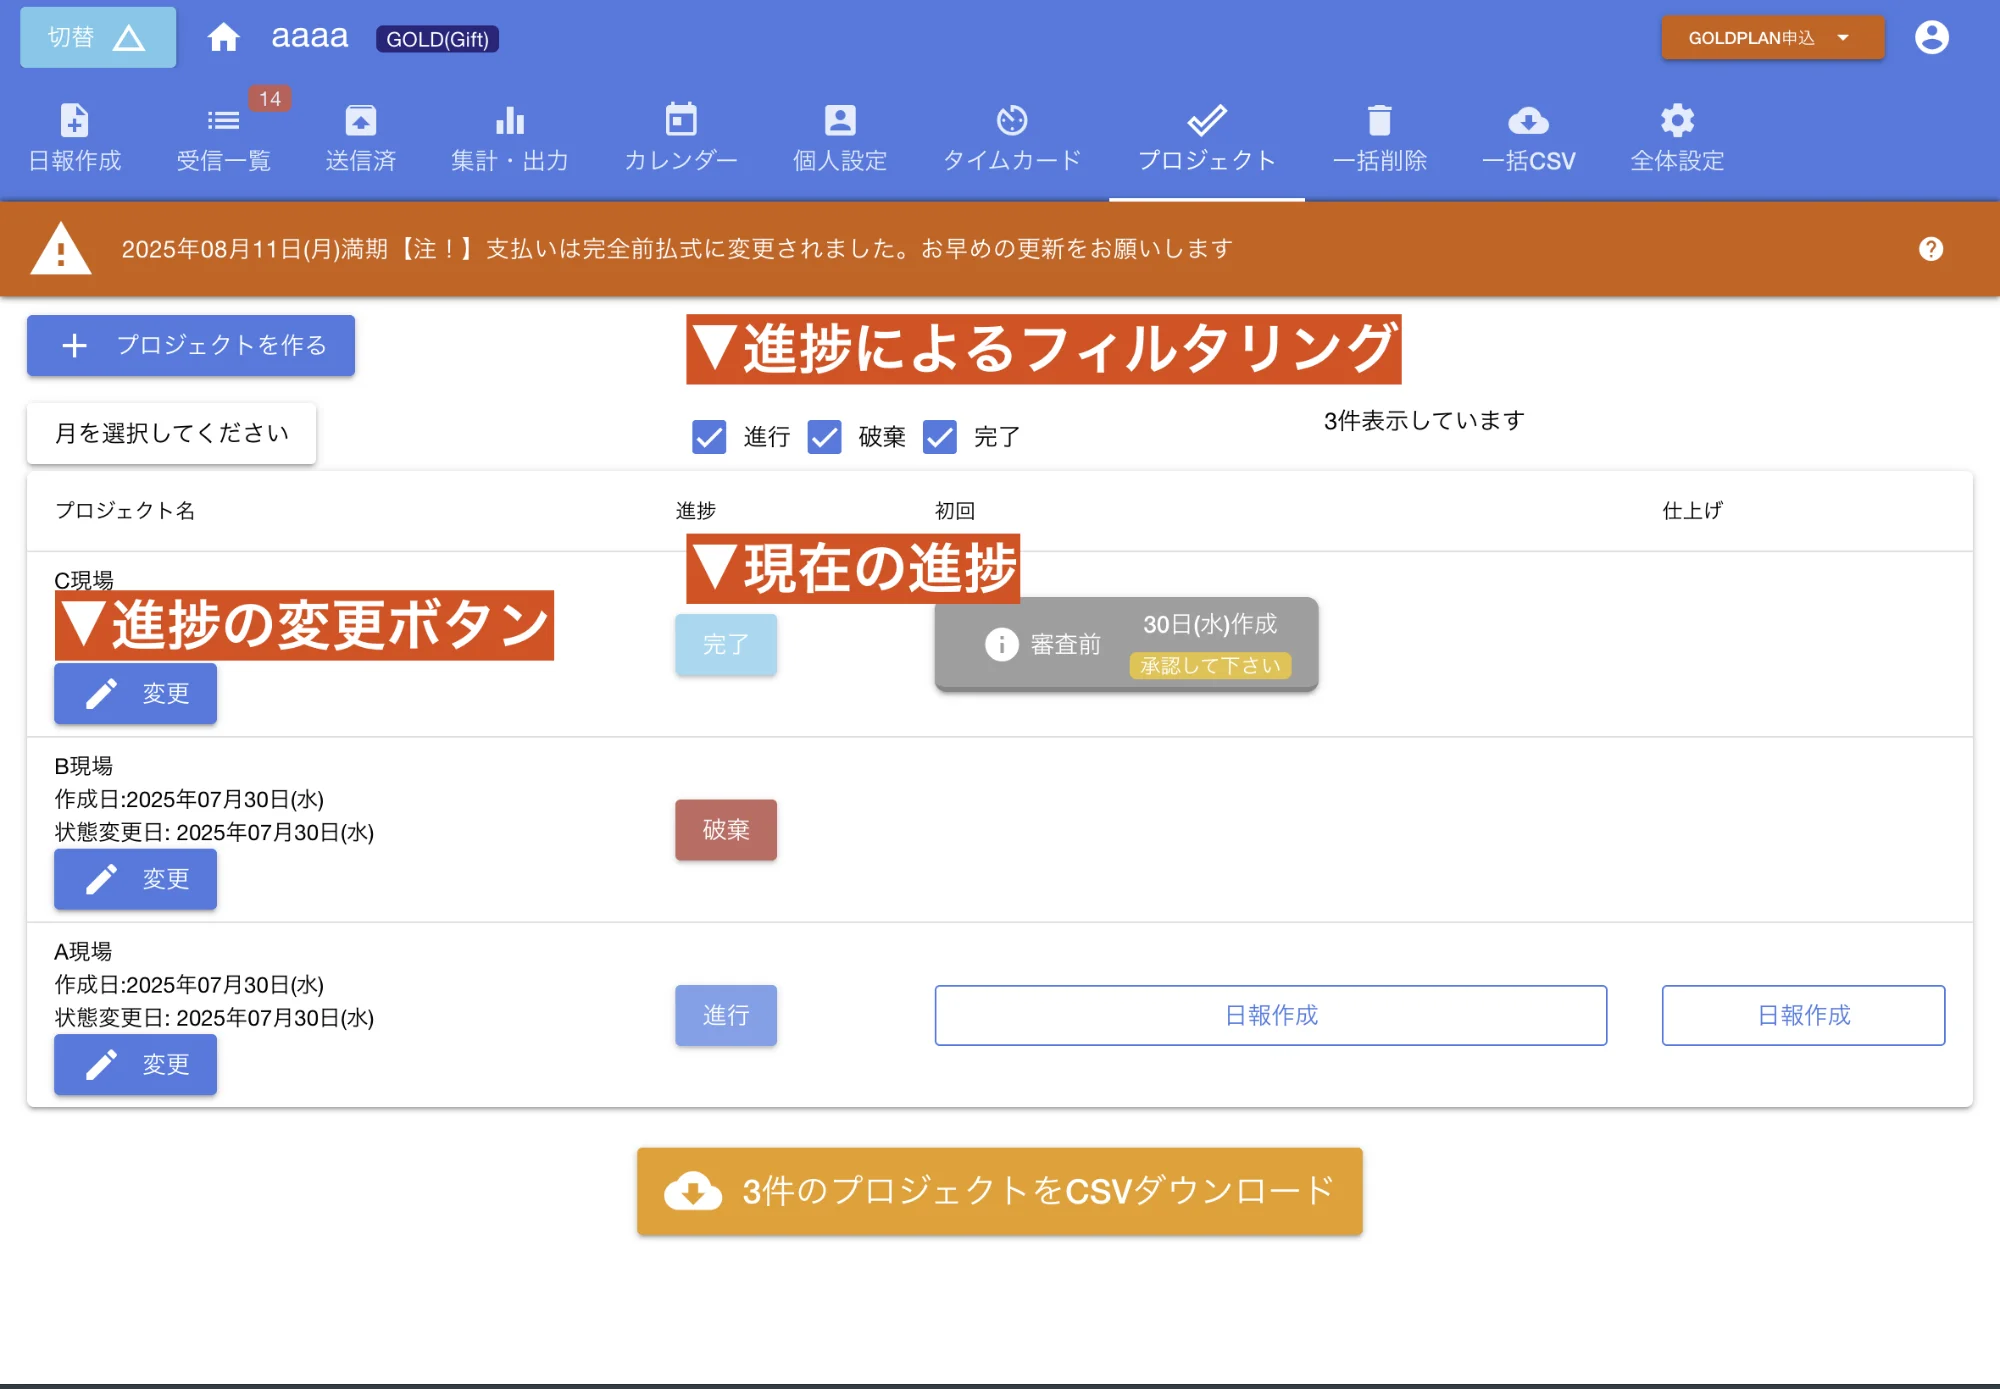 切替
aaaa
GOLD(Gift)
GOLDPLAN申込
日報作成
受信一覧
14
送信済
集計・出力
カレンダー
個人設定
タイムカード
プロジェクト
一括削除
一括CSV
全体設定
2025年08月11日(月)満期【注！】支払いは完全前払式に変更されました。お早めの更新をお願いします
プロジェクトを作る
▼進捗によるフィルタリング
月を選択してください
進行
破棄
完了
3件表示しています
プロジェクト名
進捗
初回
仕上げ
▼現在の進捗
C現場
▼進捗の変更ボタン
変更
完了
審査前
30日(水)作成
承認して下さい
B現場
作成日:2025年07月30日(水)
状態変更日: 2025年07月30日(水)
変更
破棄
A現場
作成日:2025年07月30日(水)
状態変更日: 2025年07月30日(水)
変更
進行
日報作成
日報作成
3件のプロジェクトをCSVダウンロード